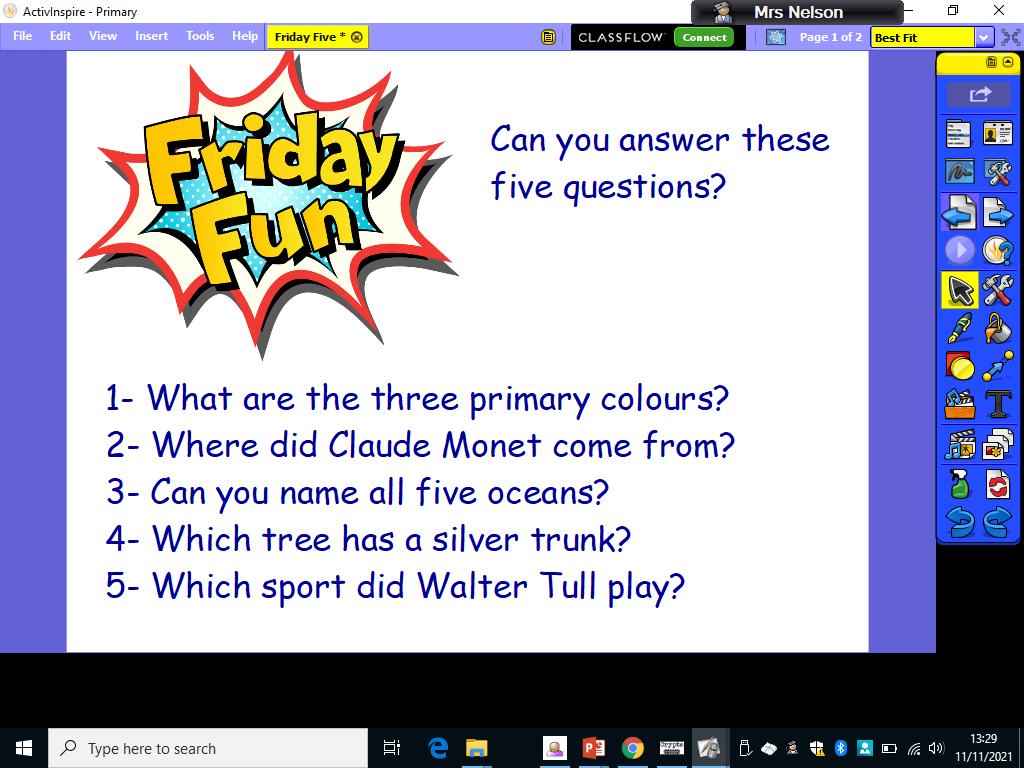 ActivInspire - Primary
Mrs Nelson
File Edit View Insert Tools Help Friday Five *
CLASSFLOW Connect
Page 1 of 2 Best Fit
Friday
Fun
Can you answer these
five questions?
1- What are the three primary colours?
2- Where did Claude Monet come from?
3- Can you name all five oceans?
4- Which tree has a silver trunk?
5- Which sport did Walter Tull play?
Type here to search
13:29
11/11/2021